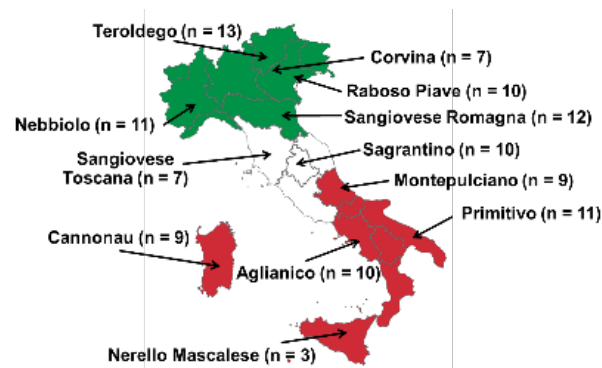 Teroldego (n = 13)
Corvina (n = 7)
Raboso Piave (n = 10)
Nebbiolo (n = 11)
Sangiovese Romagna (n = 12)
Sangiovese
Toscana (n = 7)
Sagrantino (n = 10)
Montepulciano (n = 9)
Primitivo (n = 11)
Cannonau (n = 9)
Aglianico (n = 10)
Nerello Mascalese (n = 3)